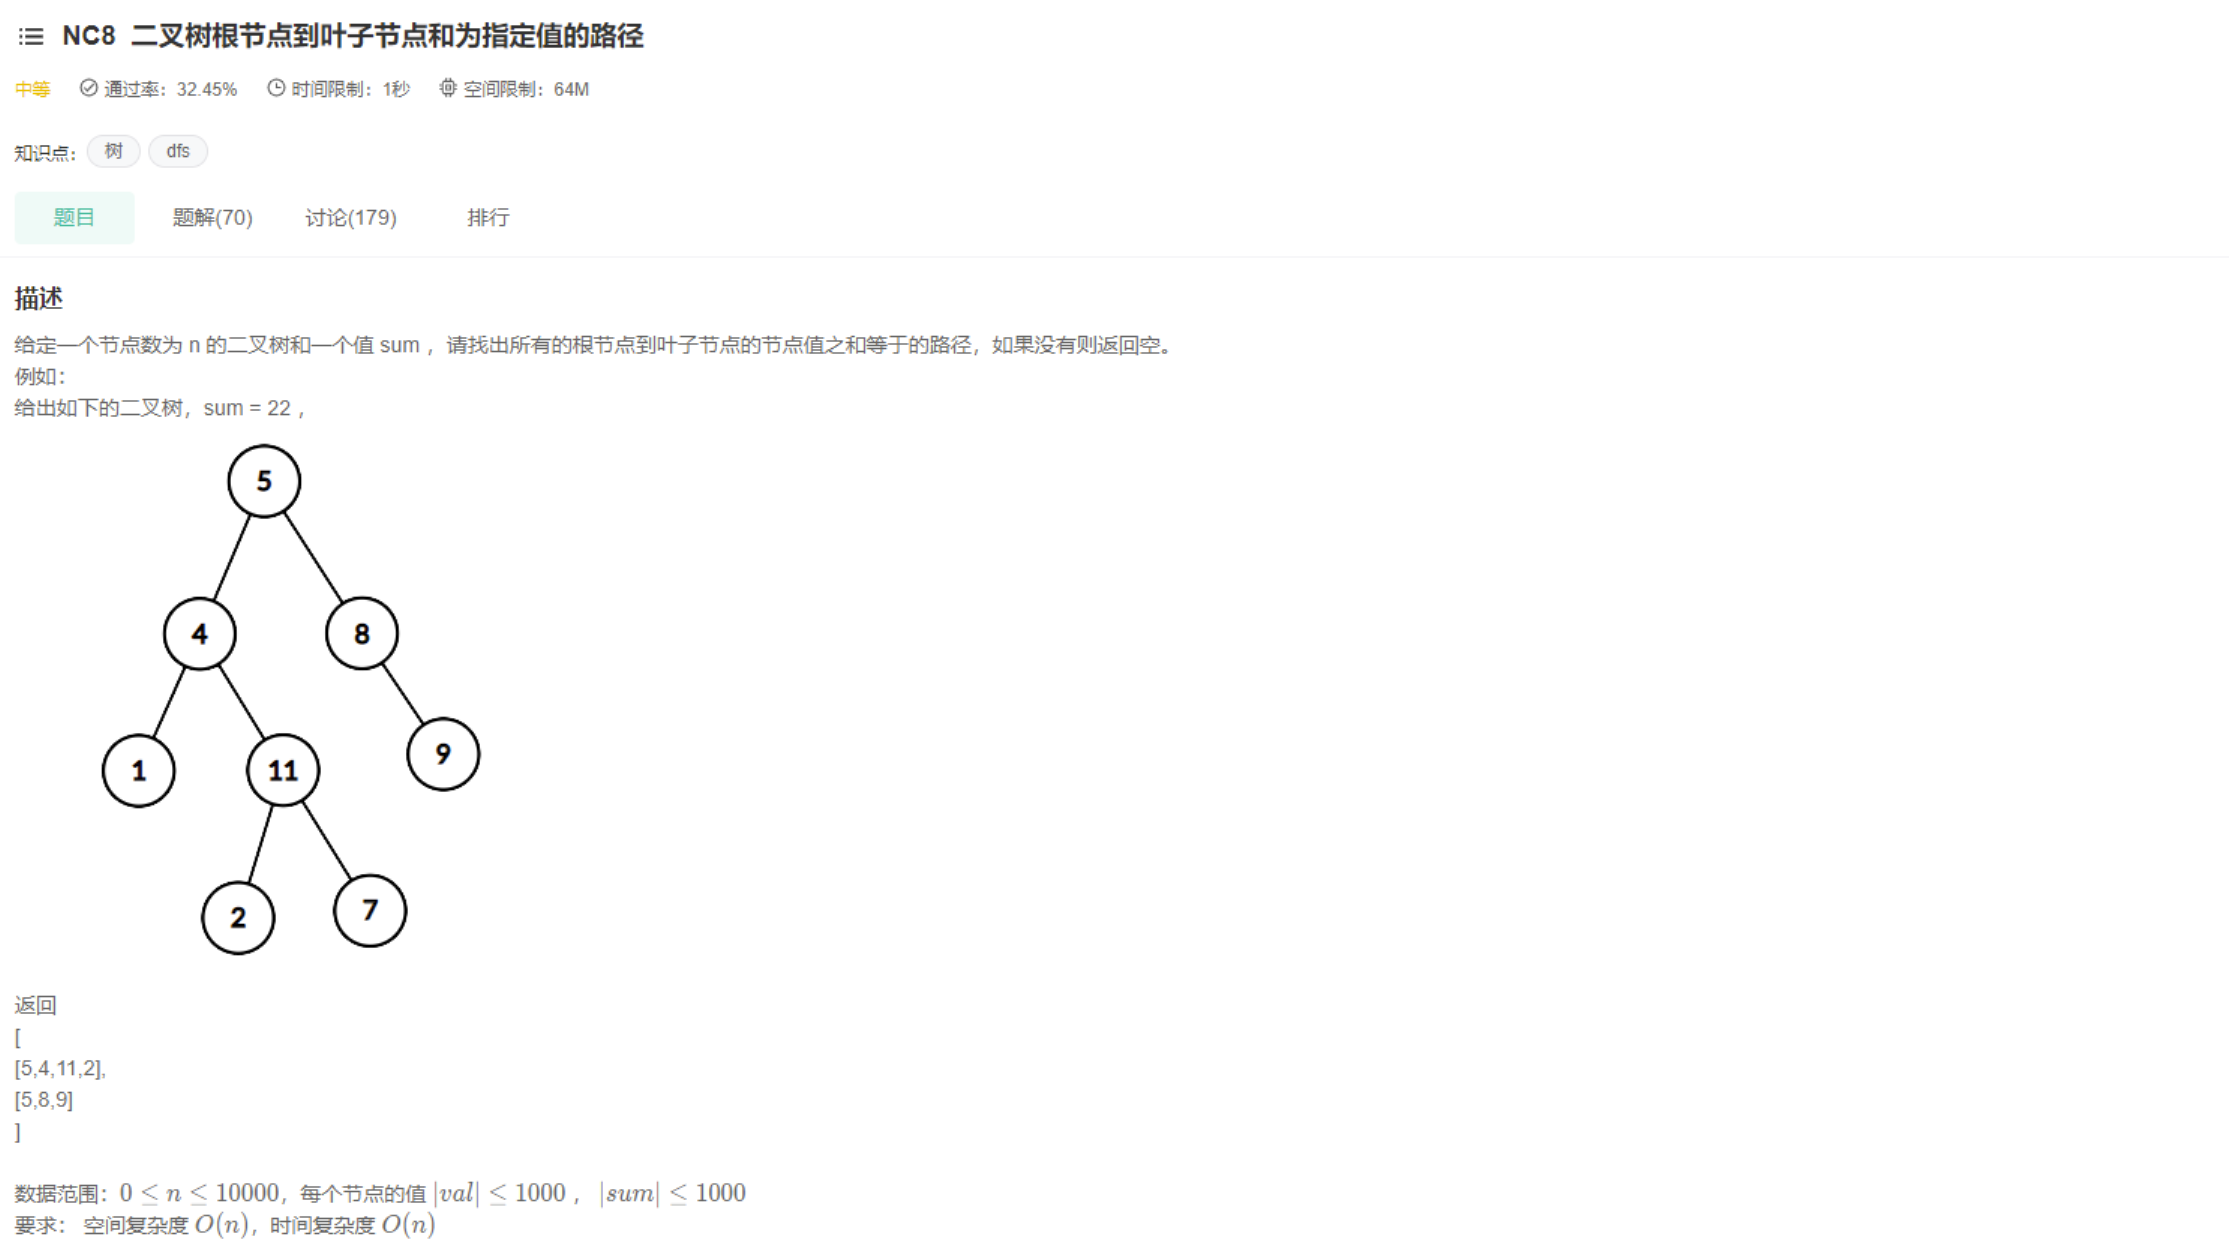 NC8 二叉树根节点到叶子节点和为指定值的路径
中等 通过率：32.45% 时间限制：1秒 空间限制：64M
知识点： 树 dfs
题目 题解(70) 讨论(179) 排行
描述
给定一个节点数为 n 的二叉树和一个值 sum ，请找出所有的根节点到叶子节点的节点值之和等于的路径，如果没有则返回空。
例如：
给出如下的二叉树，sum = 22 ，
5
4 8
1 11 9
2 7
返回
[
[5,4,11,2],
[5,8,9]
]
数据范围：0 ≤ n ≤ 10000，每个节点的值 |val| ≤ 1000 ， |sum| ≤ 1000
要求： 空间复杂度 O(n)，时间复杂度 O(n)